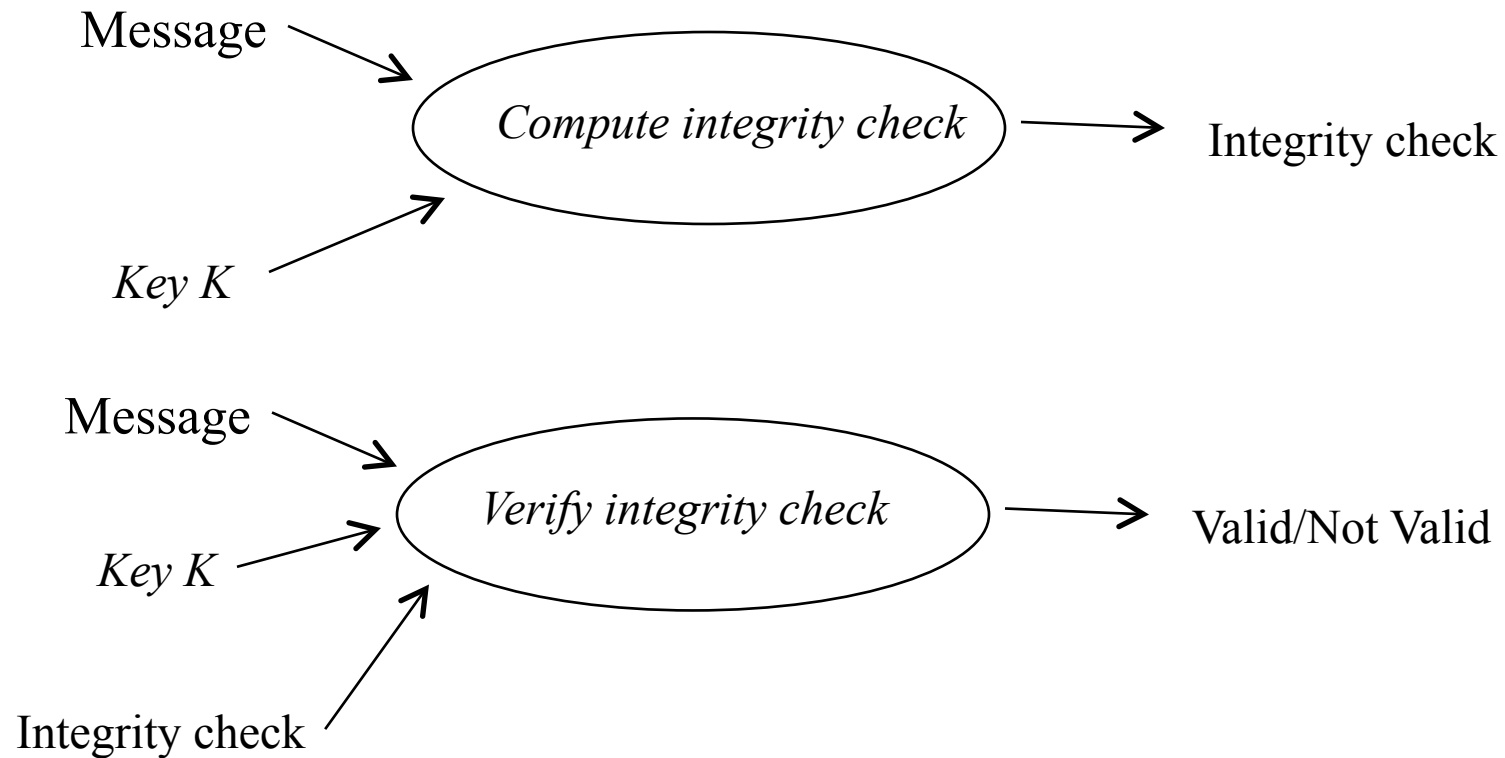 Message
Compute integrity check
Integrity check
Key K
Message
Verify integrity check
Valid/Not Valid
Key K
Integrity check